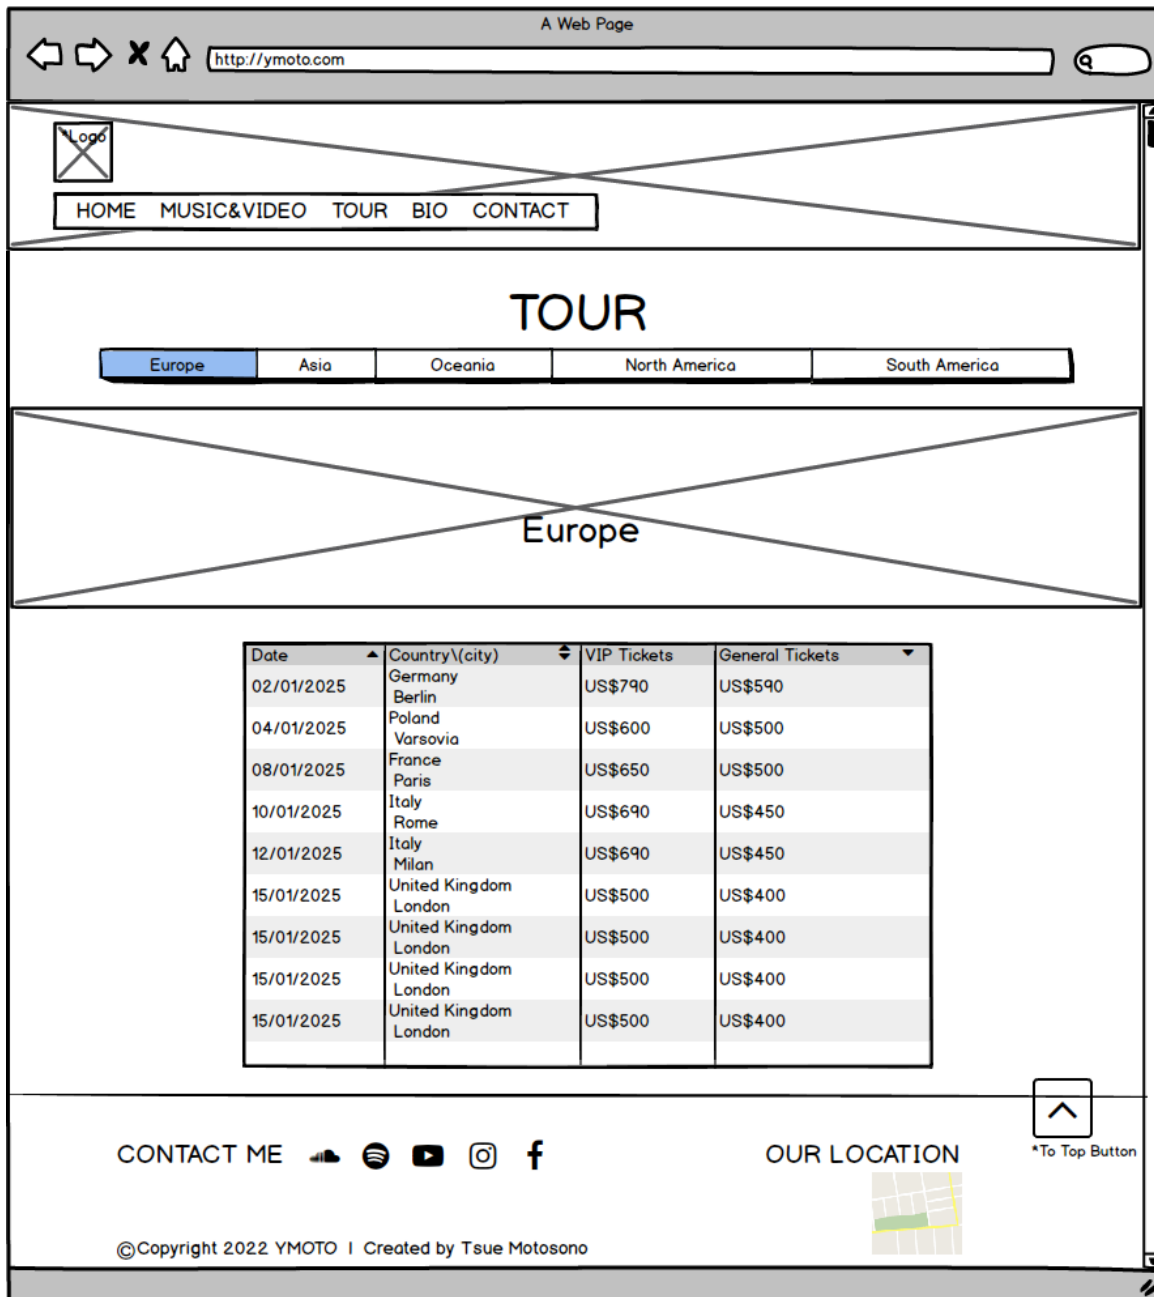 A Web Page
http://ymoto.com
*Logo
HOME MUSIC&VIDEO TOUR BIO CONTACT
TOUR
Europe Asia Oceania North America South America
Europe
Date Country\(city) VIP Tickets General Tickets
02/01/2025 Germany Berlin US$790 US$590
04/01/2025 Poland Varsovia US$600 US$500
08/01/2025 France Paris US$650 US$500
10/01/2025 Italy Rome US$690 US$450
12/01/2025 Italy Milan US$690 US$450
15/01/2025 United Kingdom London US$500 US$400
15/01/2025 United Kingdom London US$500 US$400
15/01/2025 United Kingdom London US$500 US$400
15/01/2025 United Kingdom London US$500 US$400
CONTACT ME
OUR LOCATION
*To Top Button
©Copyright 2022 YMOTO | Created by Tsue Motosono